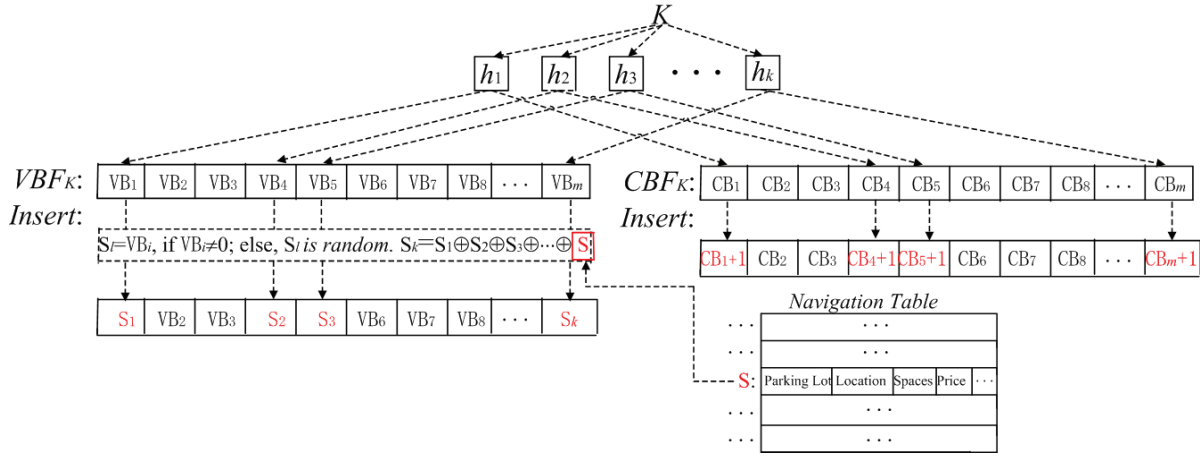 K
h1 h2 h3 · · · hk
VBFK: VB1 VB2 VB3 VB4 VB5 VB6 VB7 VB8 · · · VBm
CBFK: CB1 CB2 CB3 CB4 CB5 CB6 CB7 CB8 · · · CBm
Insert:
Insert:
Sl=VBi, if VBi≠0; else, Sl is random. Sk=S1⊕S2⊕S3⊕···⊕ S
CB1+1 CB2 CB3 CB4+1 CB5+1 CB6 CB7 CB8 · · · CBm+1
S1 VB2 VB3 S2 S3 VB6 VB7 VB8 · · · Sk
Navigation Table
· · · · · ·
· · · · · ·
S: Parking Lot Location Spaces Price · · ·
· · · · · ·
· · · · · ·